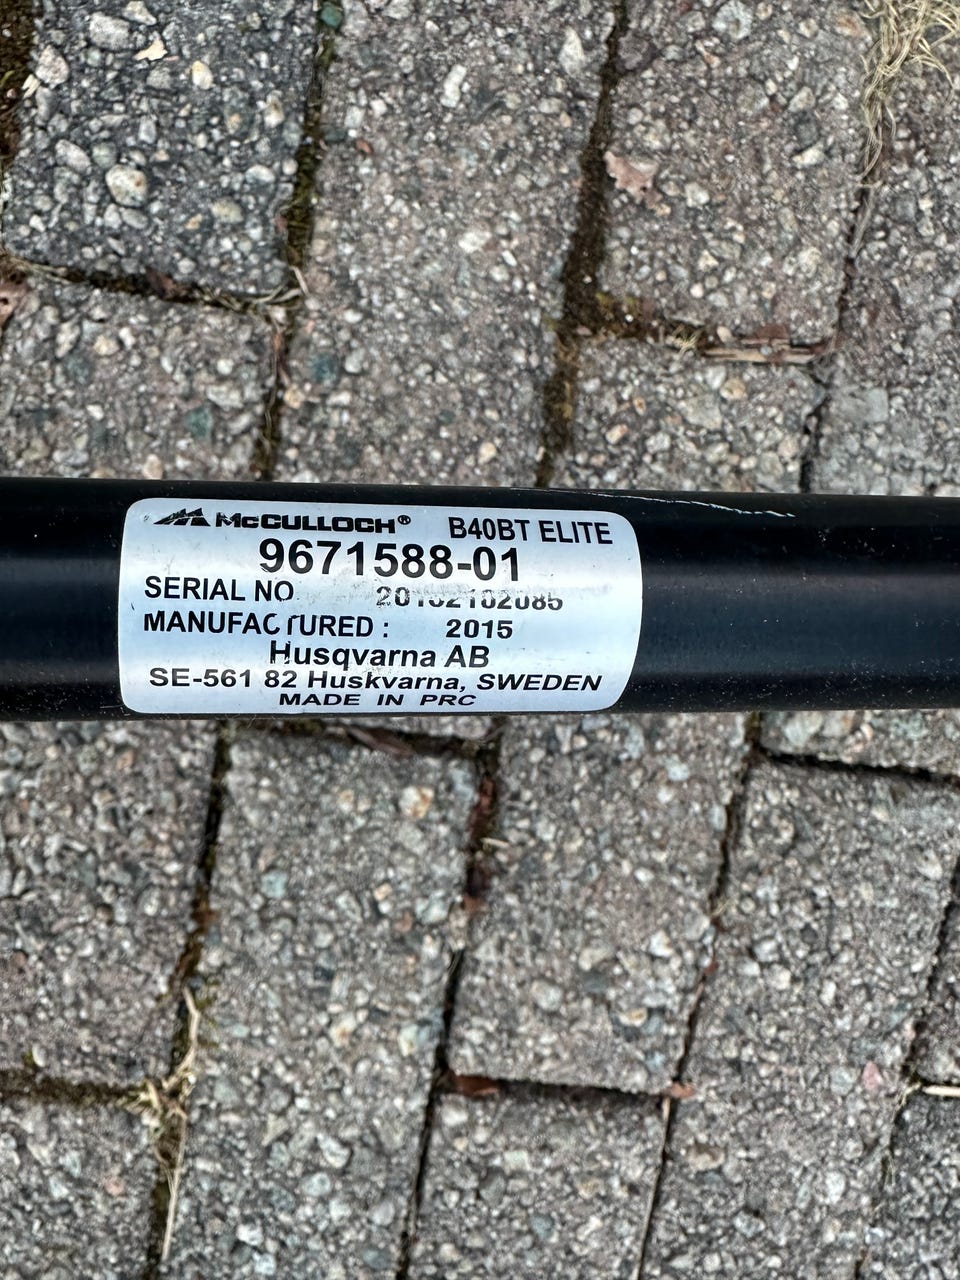 McCULLOCH® B40BT ELITE
9671588-01
SERIAL NO.
MANUFACTURED : 2015
Husqvarna AB
SE-561 82 Huskvarna, SWEDEN
MADE IN PRC